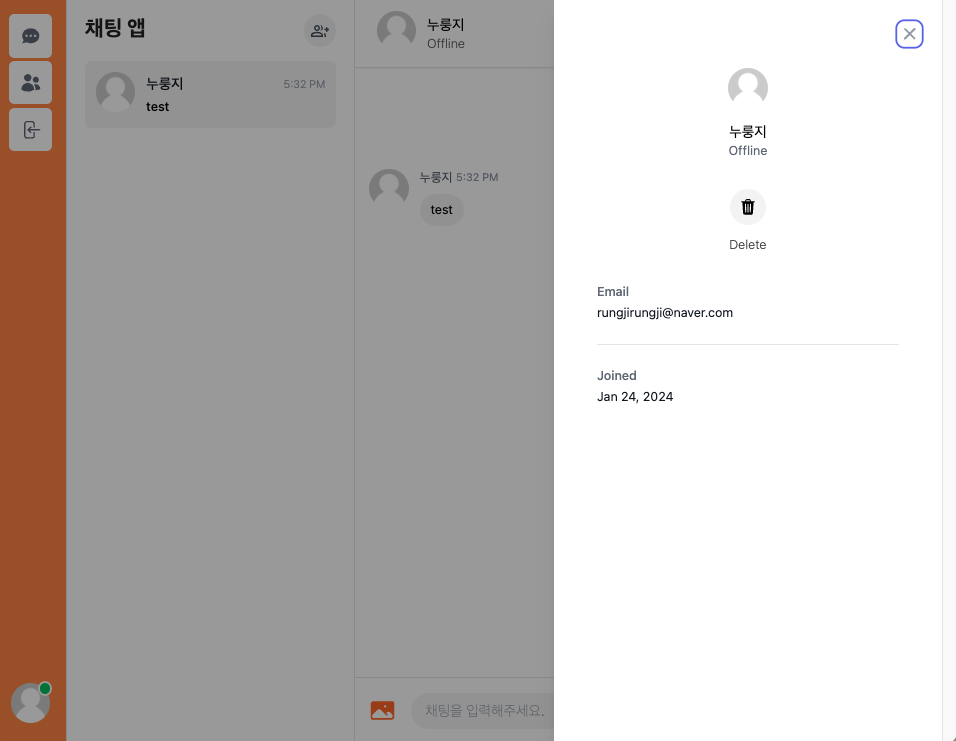 채팅 앱
누룽지 5:32 PM
test
누룽지
Offline
누룽지 5:32 PM
test
채팅을 입력해주세요.
누룽지
Offline
Delete
Email
rungjirungji@naver.com
Joined
Jan 24, 2024